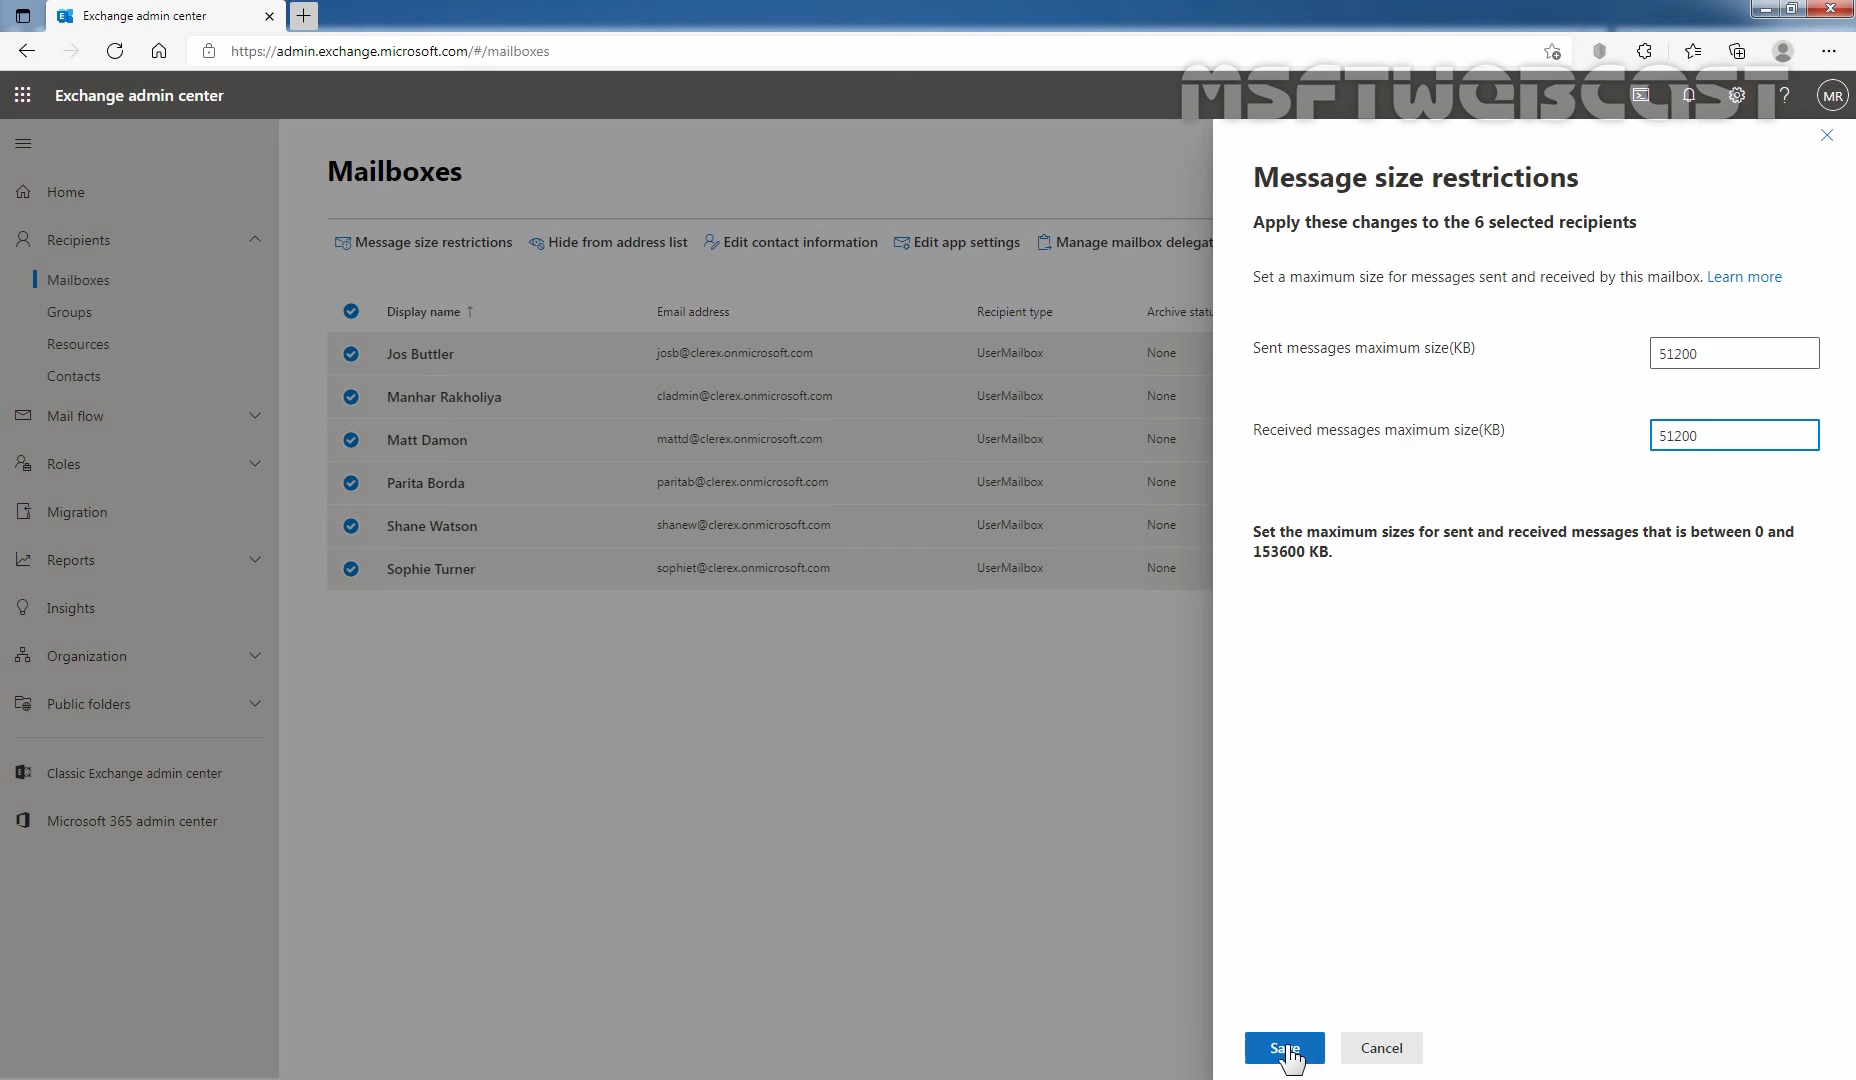 Exchange admin center
https://admin.exchange.microsoft.com/#/mailboxes
MSFTWEBCAST
Exchange admin center
MR
Home
Recipients
Mailboxes
Groups
Resources
Contacts
Mail flow
Roles
Migration
Reports
Insights
Organization
Public folders
Classic Exchange admin center
Microsoft 365 admin center
Mailboxes
Message size restrictions Hide from address list Edit contact information Edit app settings Manage mailbox delegat
Display name ↑ Email address Recipient type Archive statu
Jos Buttler josb@clerex.onmicrosoft.com UserMailbox None
Manhar Rakholiya cladmin@clerex.onmicrosoft.com UserMailbox None
Matt Damon mattd@clerex.onmicrosoft.com UserMailbox None
Parita Borda paritab@clerex.onmicrosoft.com UserMailbox None
Shane Watson shanew@clerex.onmicrosoft.com UserMailbox None
Sophie Turner sophiet@clerex.onmicrosoft.com UserMailbox None
Message size restrictions
Apply these changes to the 6 selected recipients
Set a maximum size for messages sent and received by this mailbox. Learn more
Sent messages maximum size(KB) 51200
Received messages maximum size(KB) 51200
Set the maximum sizes for sent and received messages that is between 0 and
153600 KB.
Save Cancel